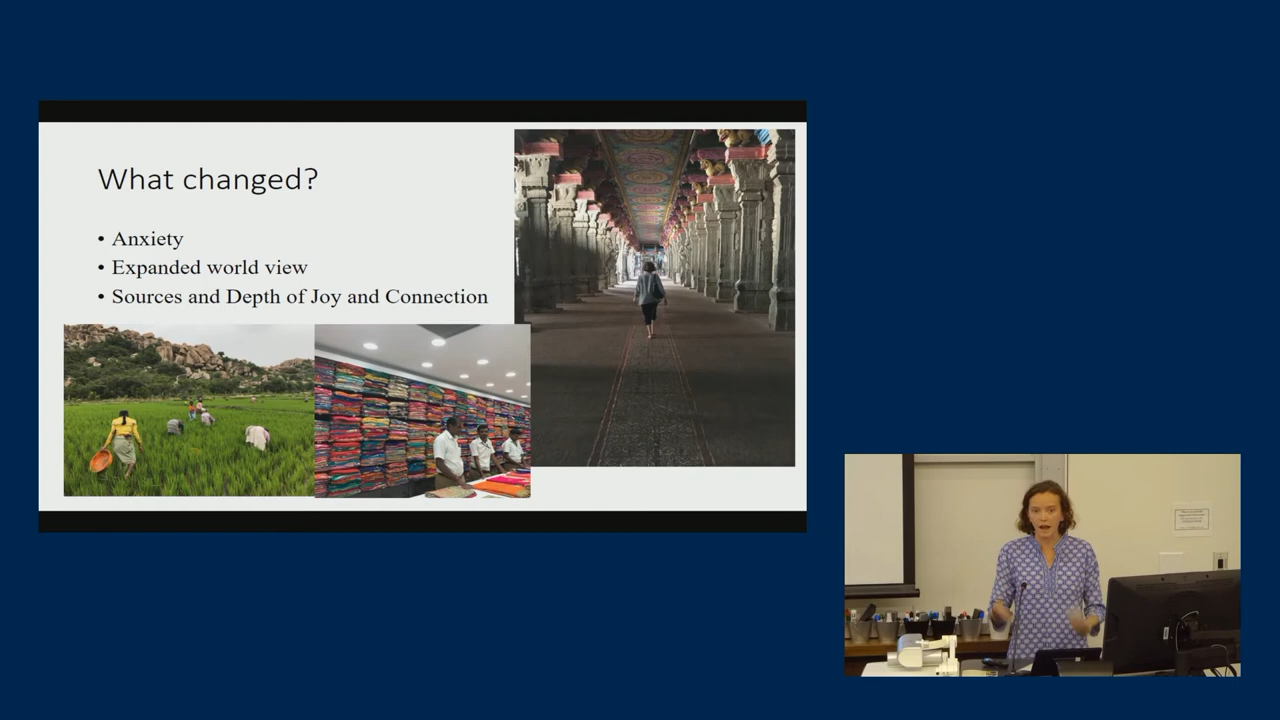 What changed?
• Anxiety
• Expanded world view
• Sources and Depth of Joy and Connection